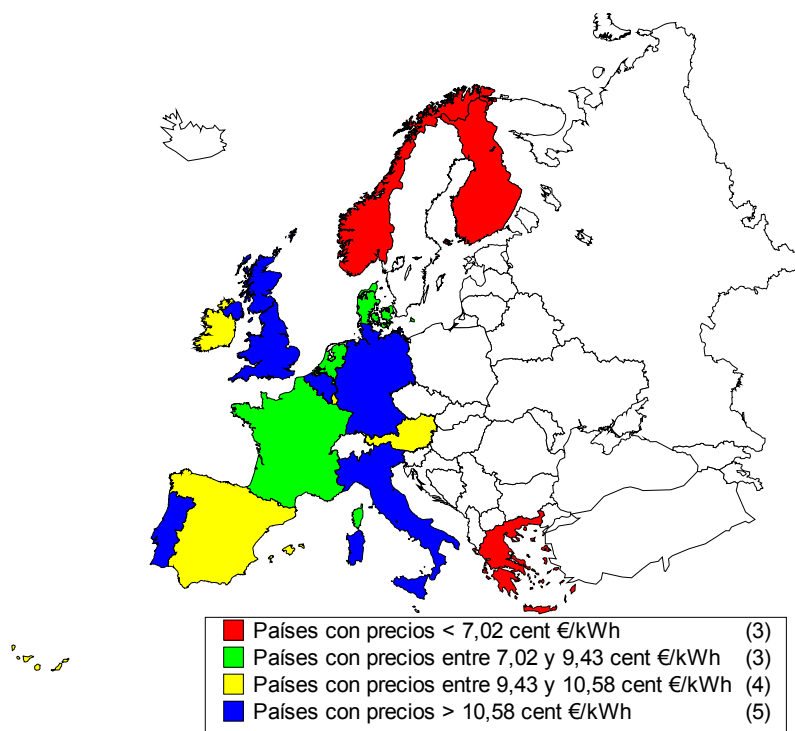 Países con precios < 7,02 cent €/kWh (3)
Países con precios entre 7,02 y 9,43 cent €/kWh (3)
Países con precios entre 9,43 y 10,58 cent €/kWh (4)
Países con precios > 10,58 cent €/kWh (5)